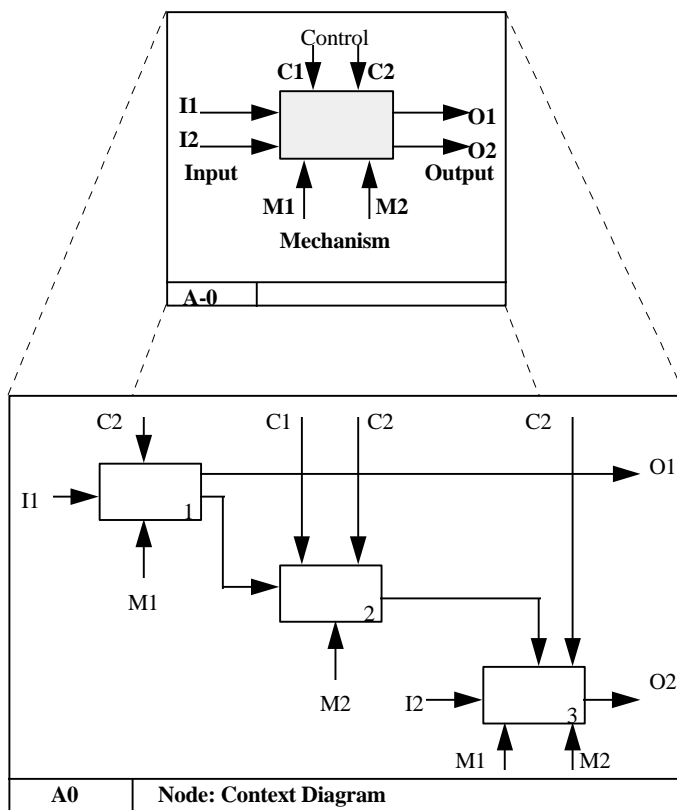 Control
C1 C2
I1 O1
I2 O2
Input Output
M1 M2
Mechanism
A-0
C2 C1 C2 C2
O1
I1
1
M1
2
M2
I2 O2
3
M1 M2
A0 Node: Context Diagram